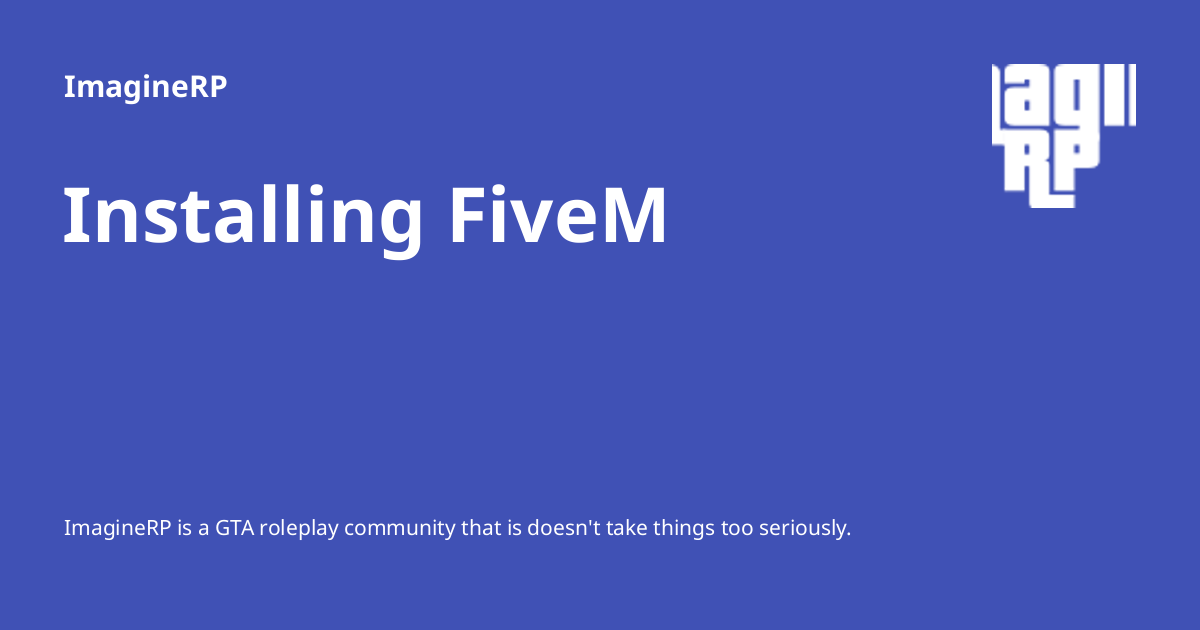 ImagineRP
agi
RP
Installing FiveM
ImagineRP is a GTA roleplay community that is doesn't take things too seriously.